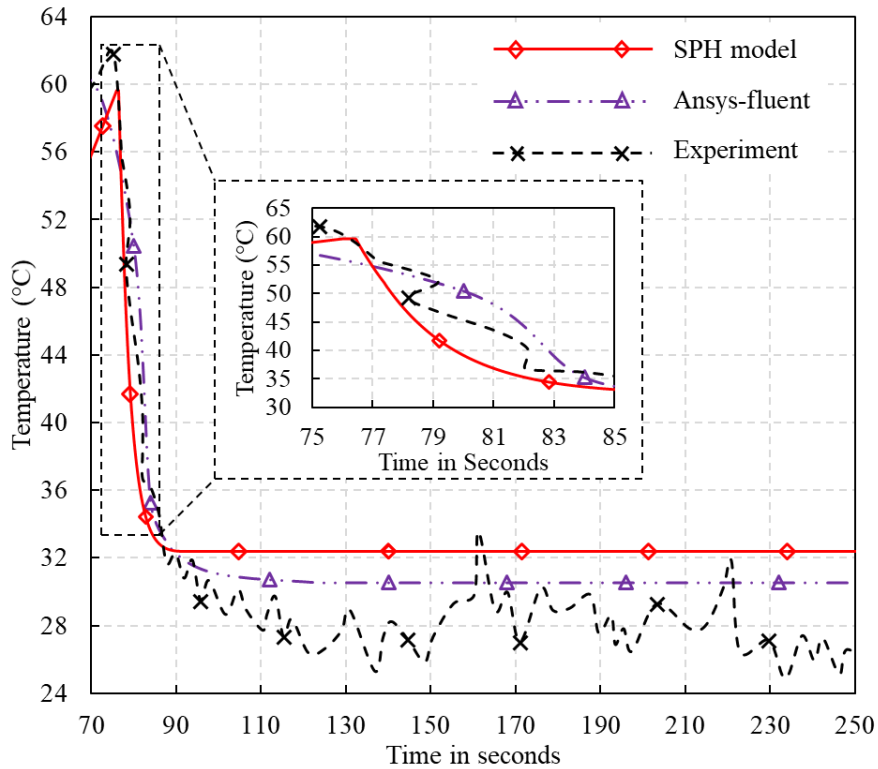 64
60
56
52
48
44
40
36
32
28
24
Temperature (°C)
SPH model
Ansys-fluent
Experiment
65
60
55
50
45
40
35
30
Temperature (°C)
75 77 79 81 83 85
Time in Seconds
70 90 110 130 150 170 190 210 230 250
Time in seconds